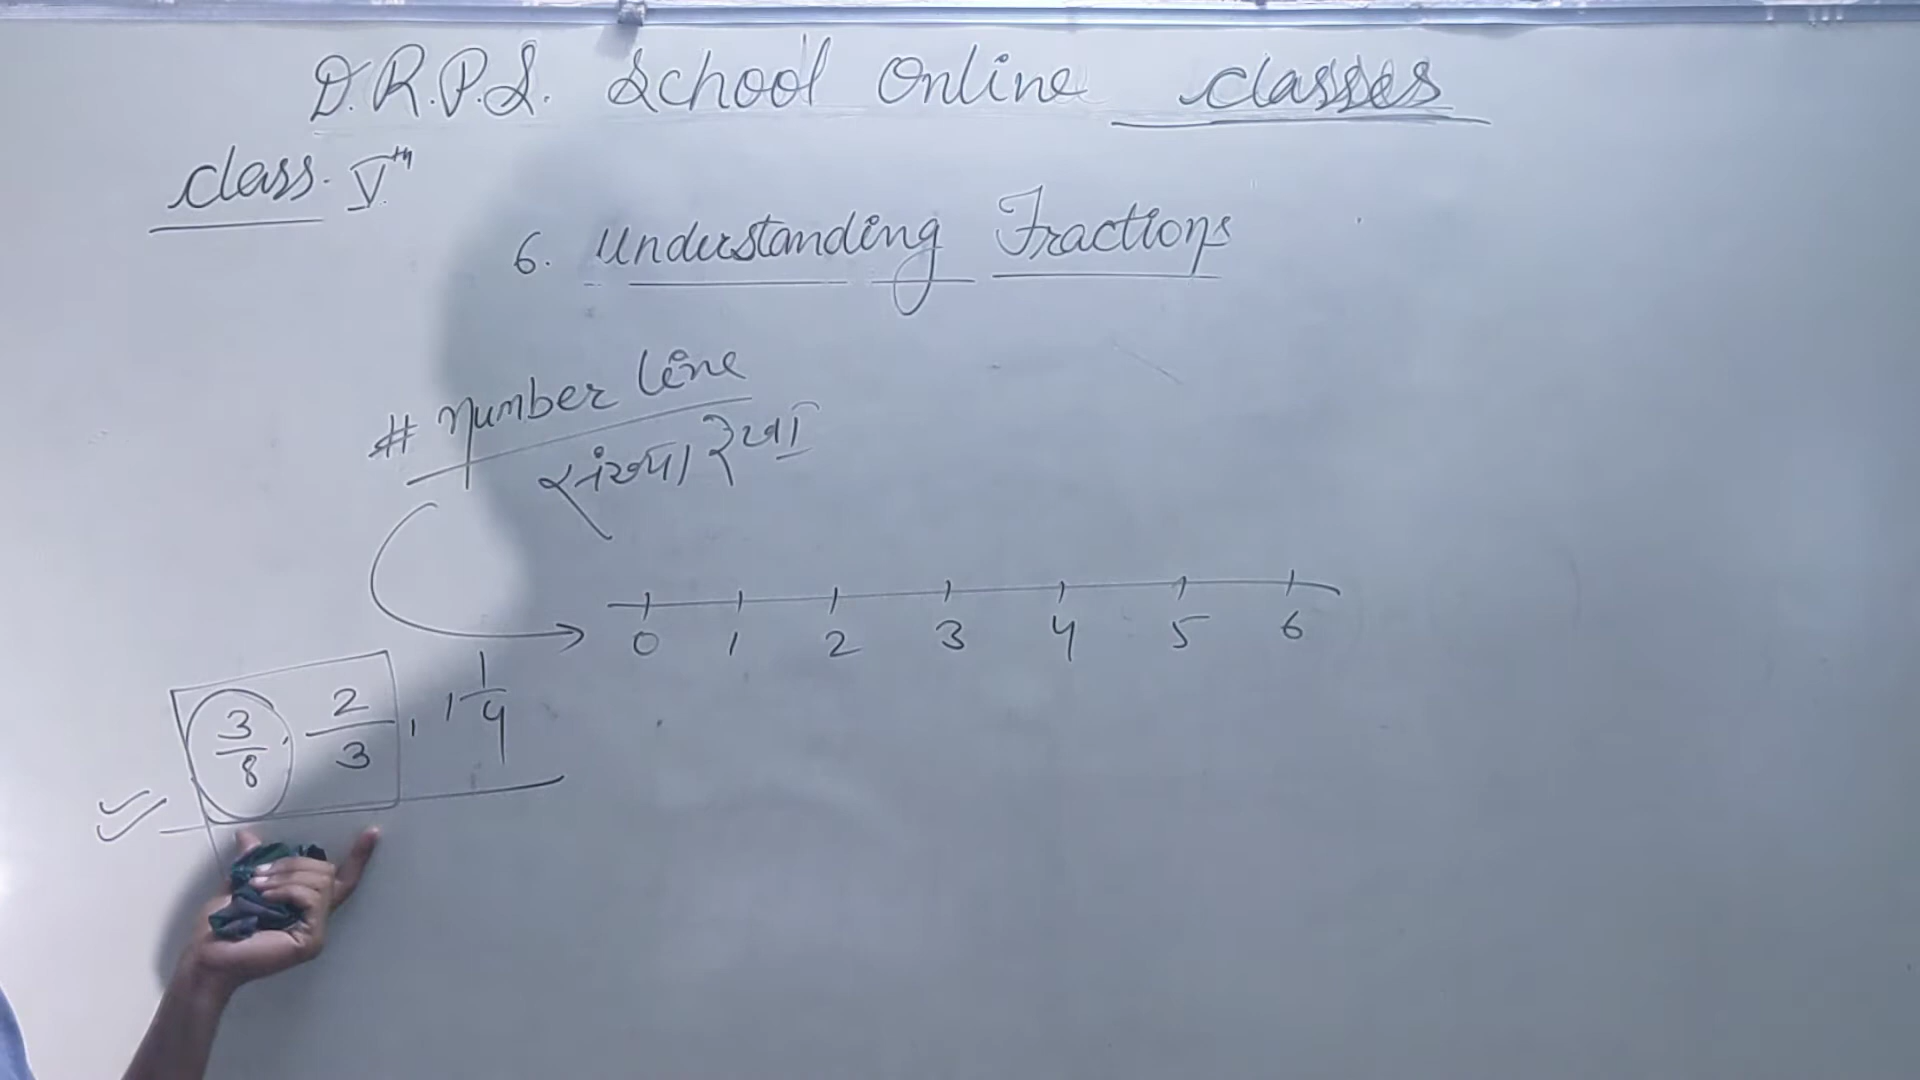 D.R.P.S. School Online classes
class. Vth
6. Understanding Fractions
# number line
संख्या रेखा
0 1 2 3 4 5 6
3/8, 2/3, 1 1/4